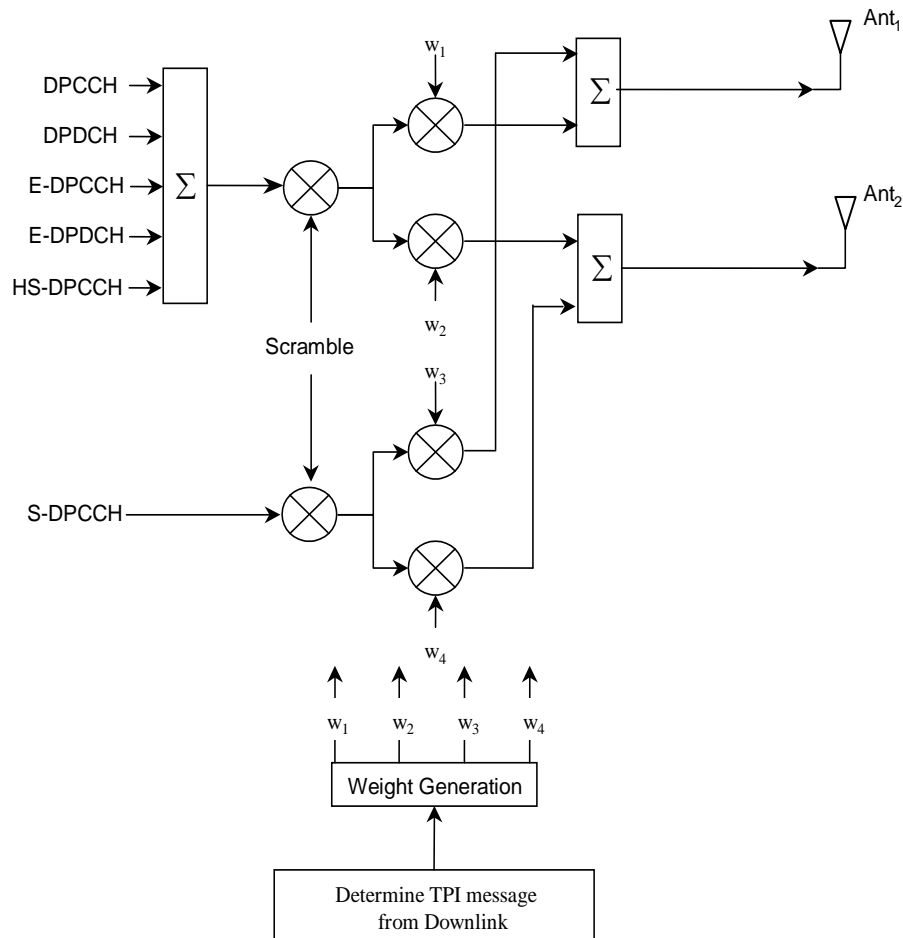 Ant1
w1
DPCCH
Σ
DPDCH
E-DPCCH
Σ
Ant2
E-DPDCH
Σ
HS-DPCCH
w2
Scramble
w3
S-DPCCH
w4
w1 w2 w3 w4
Weight Generation
Determine TPI message
from Downlink